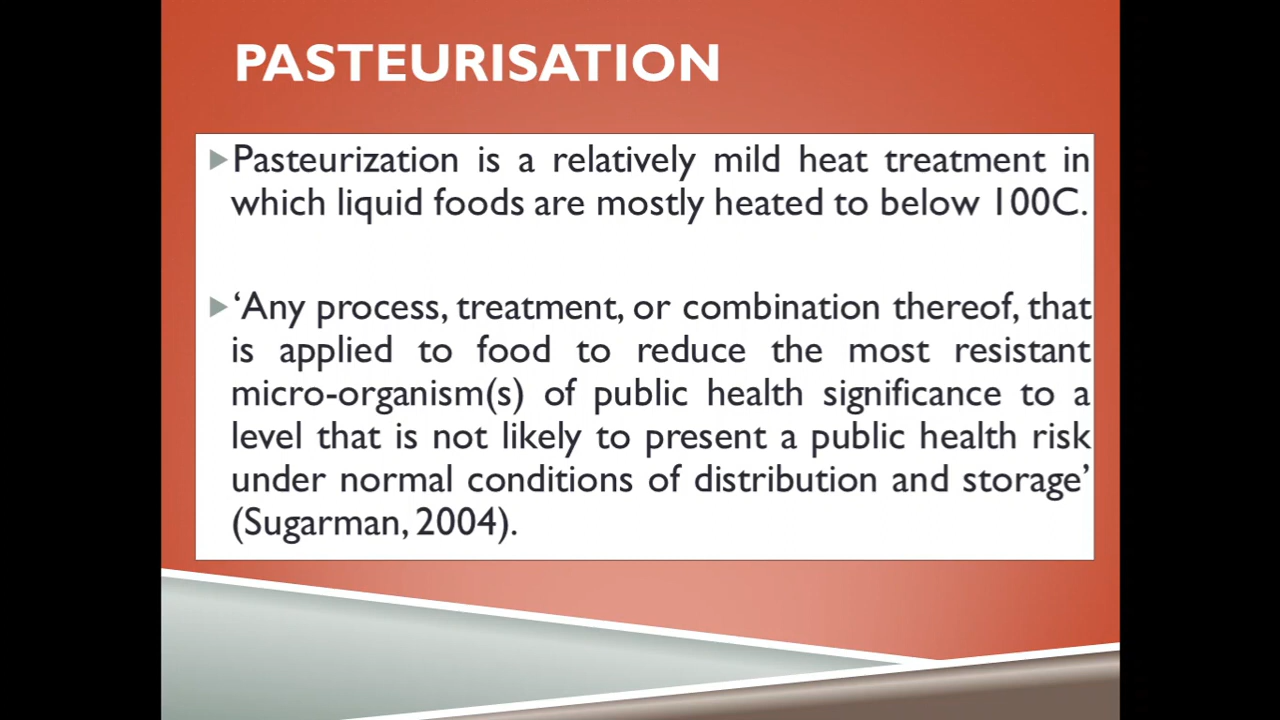 PASTEURISATION
Pasteurization is a relatively mild heat treatment in
which liquid foods are mostly heated to below 100C.
‘Any process, treatment, or combination thereof, that
is applied to food to reduce the most resistant
micro-organism(s) of public health significance to a
level that is not likely to present a public health risk
under normal conditions of distribution and storage’
(Sugarman, 2004).